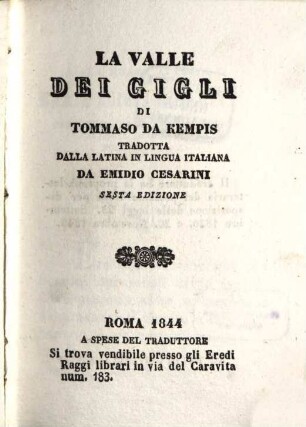 LA VALLE
DEI GIGLI
DI
TOMMASO DA KEMPIS
TRADOTTA
DALLA LATINA IN LINGUA ITALIANA
DA EMIDIO CESARINI
SESTA EDIZIONE
ROMA 1844
A SPESE DEL TRADUTTORE
Si trova vendibile presso gli Eredi
Raggi librari in via del Caravita
num. 183.